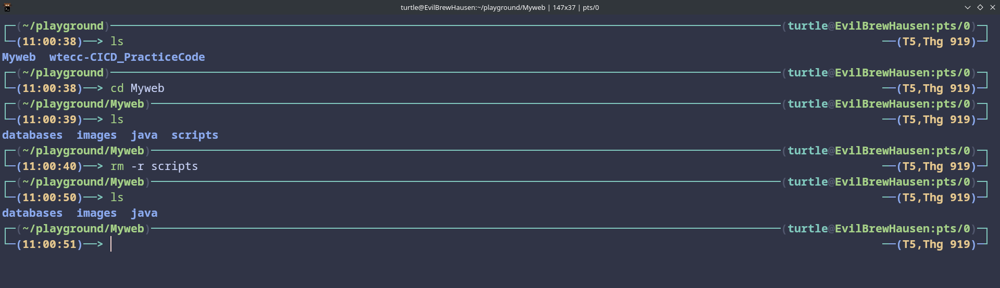 turtle@EvilBrewHausen:~/playground/Myweb | 147x37 | pts/0
(~/playground) (turtle@EvilBrewHausen:pts/0)
(11:00:38)──> ls (T5,Thg 919)
Myweb wtecc-CICD_PracticeCode
(~/playground) (turtle@EvilBrewHausen:pts/0)
(11:00:38)──> cd Myweb (T5,Thg 919)
(~/playground/Myweb) (turtle@EvilBrewHausen:pts/0)
(11:00:39)──> ls (T5,Thg 919)
databases images java scripts
(~/playground/Myweb) (turtle@EvilBrewHausen:pts/0)
(11:00:40)──> rm -r scripts (T5,Thg 919)
(~/playground/Myweb) (turtle@EvilBrewHausen:pts/0)
(11:00:50)──> ls (T5,Thg 919)
databases images java
(~/playground/Myweb) (turtle@EvilBrewHausen:pts/0)
(11:00:51)──> (T5,Thg 919)